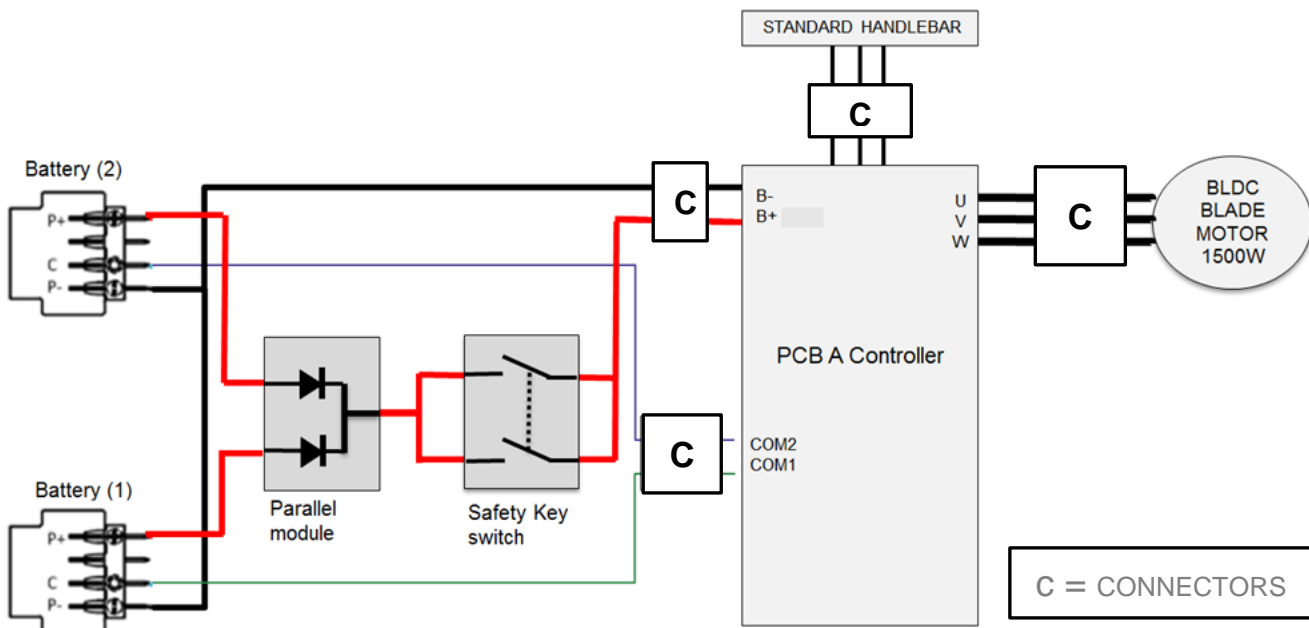 STANDARD HANDLEBAR
C
Battery (2)
P+
C
P-
C
B-
B+
U
V
W
C
BLDC
BLADE
MOTOR
1500W
PCB A Controller
Parallel
module
Safety Key
switch
C
COM2
COM1
Battery (1)
P+
C
P-
C = CONNECTORS